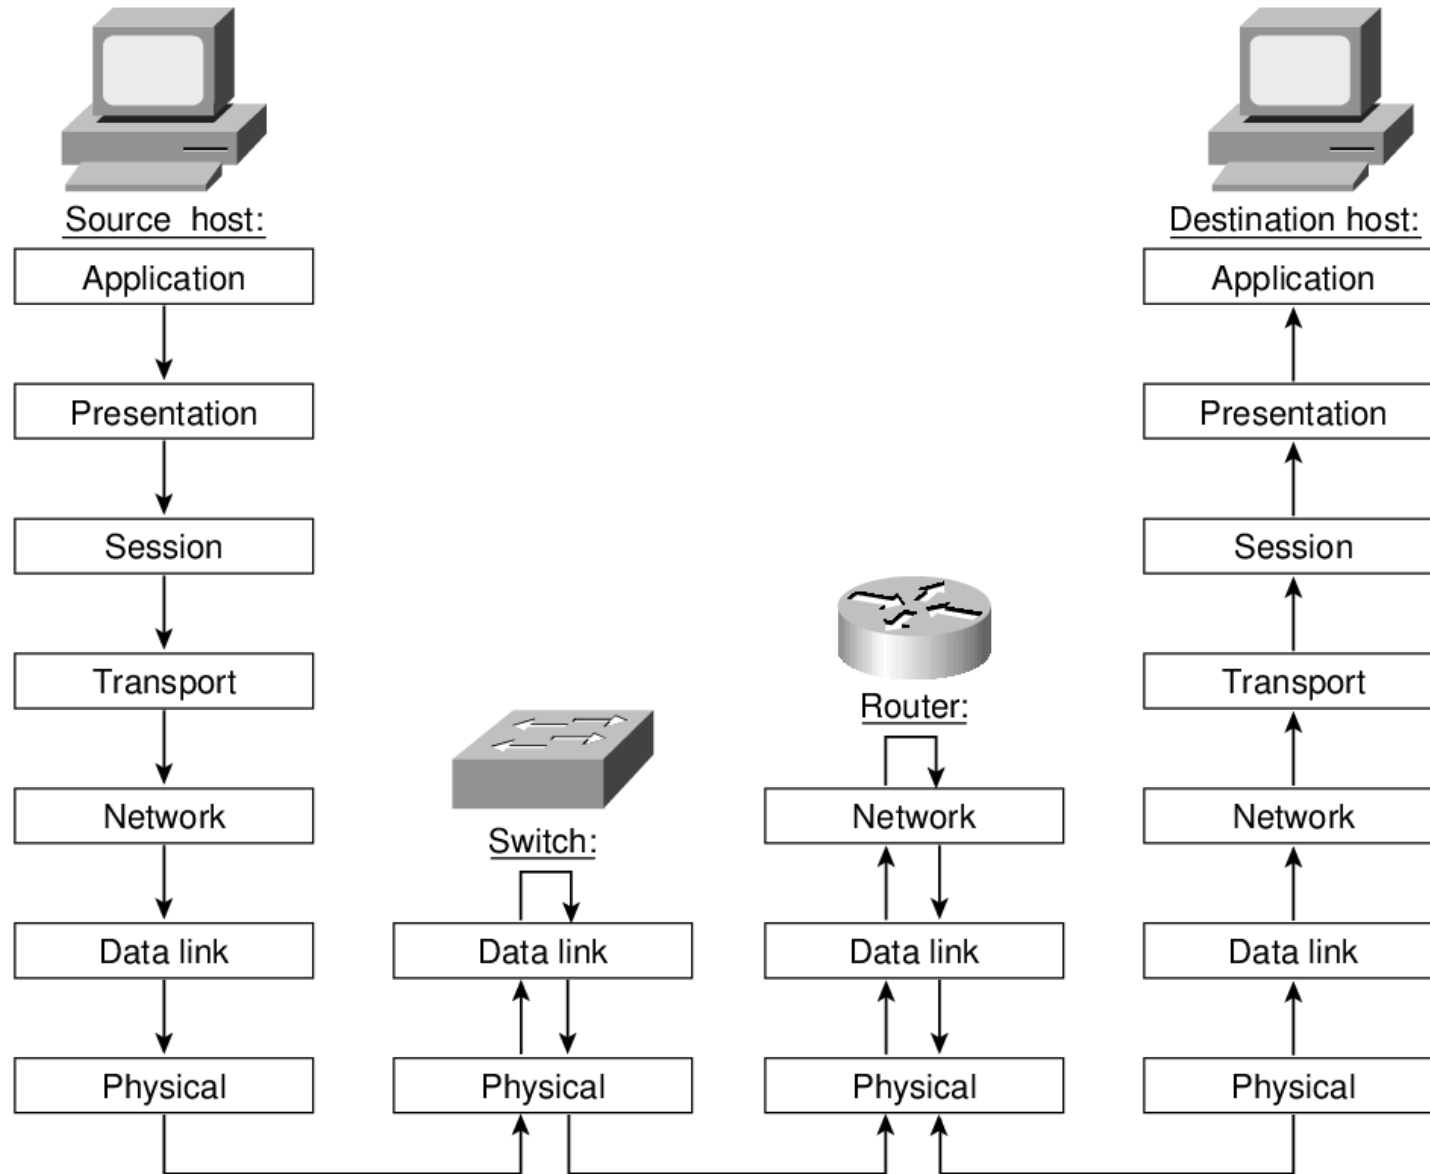 Source host:
Application
Presentation
Session
Transport
Network
Data link
Physical
Switch:
Data link
Physical
Router:
Network
Data link
Physical
Destination host:
Application
Presentation
Session
Transport
Network
Data link
Physical